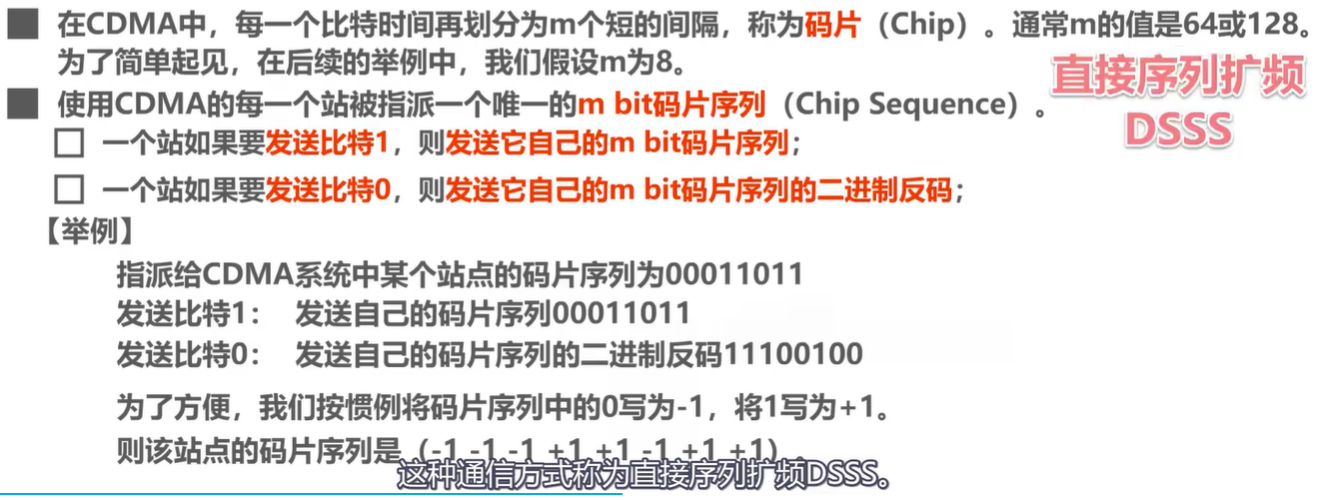 在CDMA中，每一个比特时间再划分为m个短的间隔，称为码片（Chip）。通常m的值是64或128。
为了简单起见，在后续的举例中，我们假设m为8。
直接序列扩频
DSSS
使用CDMA的每一个站被指派一个唯一的m bit码片序列（Chip Sequence）。
一个站如果要发送比特1，则发送它自己的m bit码片序列；
一个站如果要发送比特0，则发送它自己的m bit码片序列的二进制反码；
【举例】
指派给CDMA系统中某个站点的码片序列为00011011
发送比特1： 发送自己的码片序列00011011
发送比特0： 发送自己的码片序列的二进制反码11100100
为了方便，我们按惯例将码片序列中的0写为-1，将1写为+1。
则该站点的码片序列是（-1 -1 -1 +1 +1 -1 +1 +1）.
这种通信方式称为直接序列扩频DSSS。